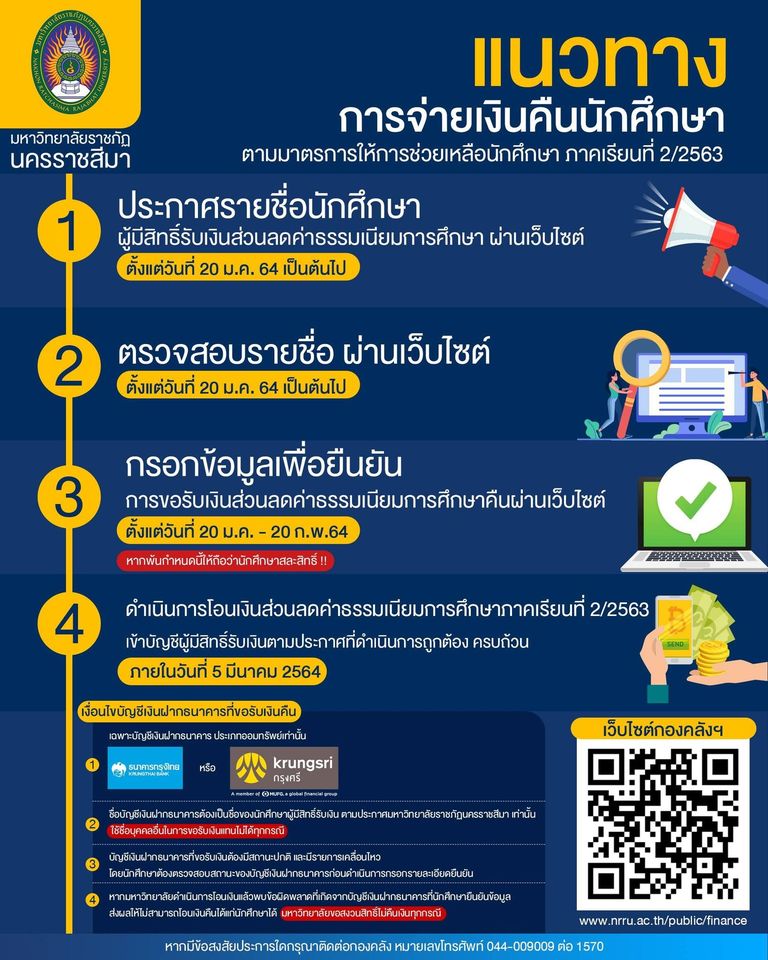 มหาวิทยาลัยราชภัฏนครราชสีมา
NAKHON RATCHASIMA RAJABHAT UNIVERSITY
มหาวิทยาลัยราชภัฏ
นครราชสีมา
แนวทาง
การจ่ายเงินคืนนักศึกษา
ตามมาตรการให้การช่วยเหลือนักศึกษา ภาคเรียนที่ 2/2563
1
ประกาศรายชื่อนักศึกษา
ผู้มีสิทธิ์รับเงินส่วนลดค่าธรรมเนียมการศึกษา ผ่านเว็บไซต์
ตั้งแต่วันที่ 20 ม.ค. 64 เป็นต้นไป
2
ตรวจสอบรายชื่อ ผ่านเว็บไซต์
ตั้งแต่วันที่ 20 ม.ค. 64 เป็นต้นไป
3
กรอกข้อมูลเพื่อยืนยัน
การขอรับเงินส่วนลดค่าธรรมเนียมการศึกษาคืนผ่านเว็บไซต์
ตั้งแต่วันที่ 20 ม.ค. - 20 ก.พ.64
หากพ้นกำหนดนี้ให้ถือว่านักศึกษาสละสิทธิ์ !!
4
ดำเนินการโอนเงินส่วนลดค่าธรรมเนียมการศึกษาภาคเรียนที่ 2/2563
เข้าบัญชีผู้มีสิทธิ์รับเงินตามประกาศที่ดำเนินการถูกต้อง ครบถ้วน
ภายในวันที่ 5 มีนาคม 2564
SEND
เงื่อนไขบัญชีเงินฝากธนาคารที่ขอรับเงินคืน
เฉพาะบัญชีเงินฝากธนาคาร ประเภทออมทรัพย์เท่านั้น
1
ธนาคารกรุงไทย
KRUNGTHAI BANK
หรือ
krungsri
กรุงศรี
A member of MUFG, a global financial group
2
ชื่อบัญชีเงินฝากธนาคารต้องเป็นชื่อของนักศึกษาผู้มีสิทธิ์รับเงิน ตามประกาศมหาวิทยาลัยราชภัฏนครราชสีมา เท่านั้น
ใช้ชื่อบุคคลอื่นในการขอรับเงินแทนไม่ได้ทุกกรณี
3
บัญชีเงินฝากธนาคารที่ขอรับเงินต้องมีสถานะปกติ และมีรายการเคลื่อนไหว
โดยนักศึกษาต้องตรวจสอบสถานะของบัญชีเงินฝากธนาคารก่อนดำเนินการกรอกรายละเอียดยืนยัน
4
หากมหาวิทยาลัยดำเนินการโอนเงินแล้วพบข้อผิดพลาดที่เกิดจากบัญชีเงินฝากธนาคารที่นักศึกษายืนยันข้อมูล
ส่งผลให้ไม่สามารถโอนเงินคืนได้แก่นักศึกษาได้ มหาวิทยาลัยขอสงวนสิทธิ์ไม่คืนเงินทุกกรณี
เว็บไซต์กองคลังฯ
www.nrru.ac.th/public/finance
หากมีข้อสงสัยประการใดกรุณาติดต่อกองคลัง หมายเลขโทรศัพท์ 044-009009 ต่อ 1570